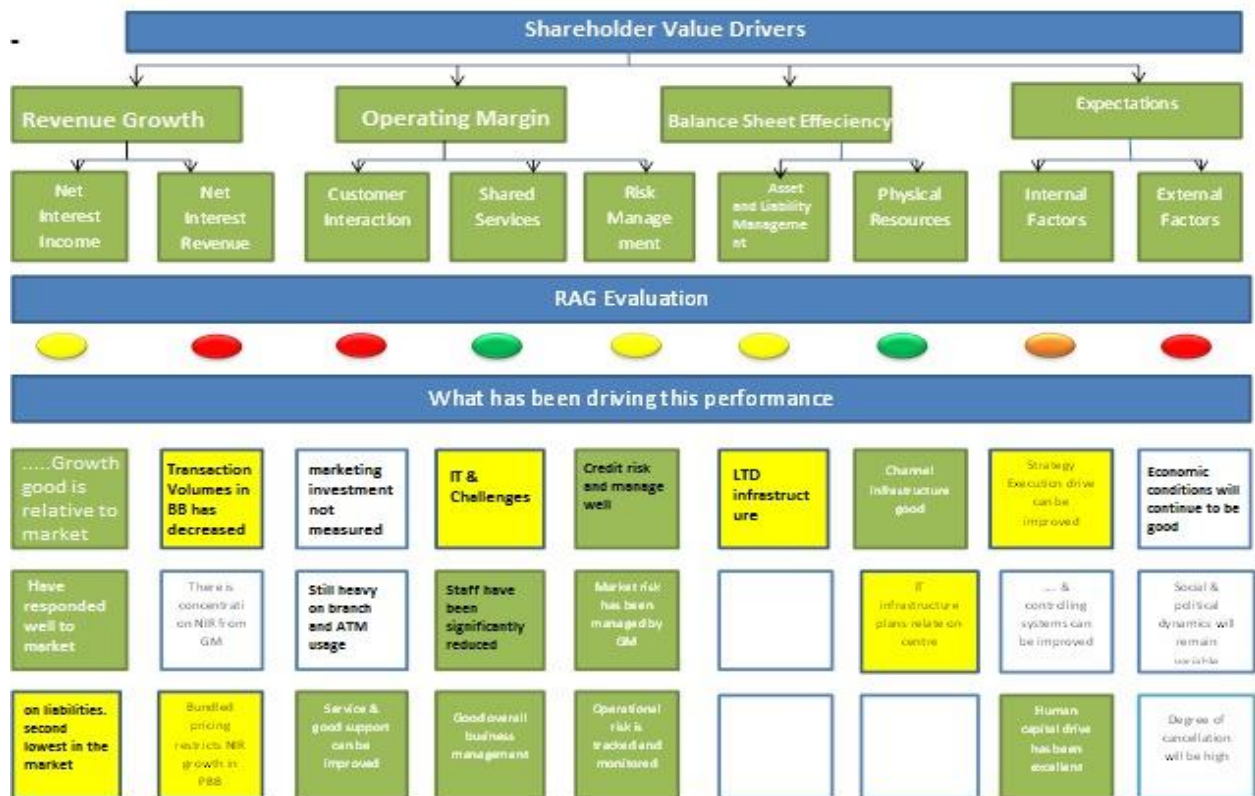 -
Shareholder Value Drivers
Revenue Growth
Operating Margin
Balance Sheet Effeciency
Expectations
Net
Interest
Income
Net
Interest
Revenue
Customer
Interaction
Shared
Services
Risk
Manage
ment
Asset
and Liability
Manageme
nt
Physical
Resources
Internal
Factors
External
Factors
RAG Evaluation
What has been driving this performance
.....Growth
good is
relative to
market
Transaction
Volumes in
BB has
decreased
marketing
investment
not
measured
IT &
Challenges
Credit risk
and manage
well
LTD
infrastruct
ure
Channel
Infrastructure
good
Strategy
Execution drive
can be
improved
Economic
conditions will
continue to be
good
Have
responded
well to
market
There is
concentrati
on NIR from
GM
Still heavy
on branch
and ATM
usage
Staff have
been
significantly
reduced
Market risk
has been
managed by
GM
IT
infrastructure
plans relate on
centre
.... &
controlling
systems can
be improved
Social &
political
dynamics will
remain
variable
on liabilities.
second
lowest in the
market
Bundled
pricing
restricts NIR
growth in
PBB
Service &
good support
can be
improved
Good overall
business
management
Operational
risk is
tracked and
monitored
Human
capital drive
has been
excellent
Degree of
cancellation
will be high